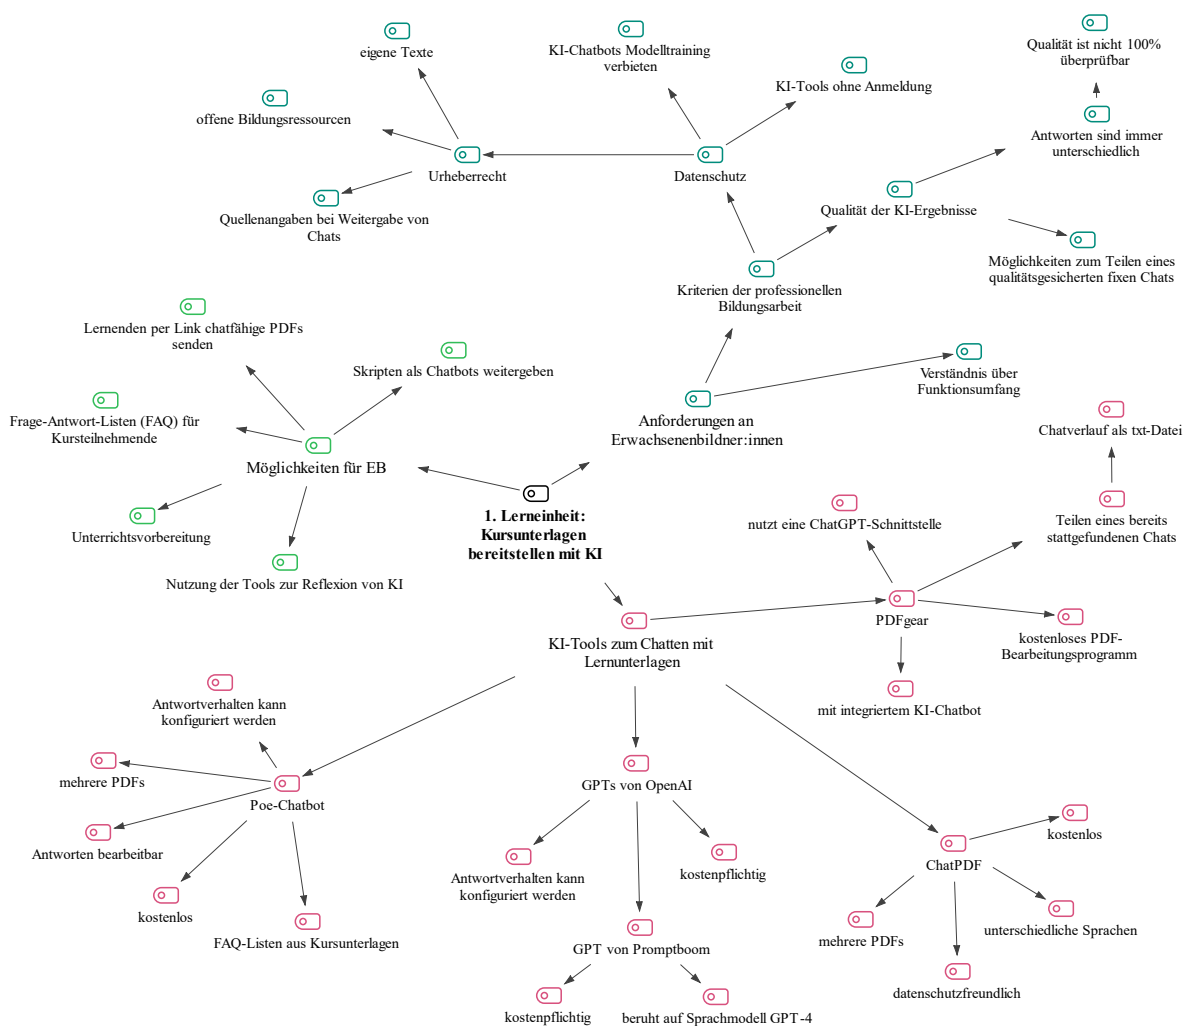 eigene Texte
KI-Chatbots Modelltraining
verbieten
Qualität ist nicht 100%
überprüfbar
KI-Tools ohne Anmeldung
offene Bildungsressourcen
Antworten sind immer
unterschiedlich
Urheberrecht
Datenschutz
Quellenangaben bei Weitergabe von
Chats
Qualität der KI-Ergebnisse
Möglichkeiten zum Teilen eines
qualitätsgesicherten fixen Chats
Kriterien der professionellen
Bildungsarbeit
Lernenden per Link chatfähige PDFs
senden
Skripten als Chatbots weitergeben
Verständnis über
Funktionsumfang
Frage-Antwort-Listen (FAQ) für
Kursteilnehmende
Anforderungen an
Erwachsenenbildner:innen
Chatverlauf als txt-Datei
Möglichkeiten für EB
1. Lerneinheit:
Kursunterlagen
bereitstellen mit KI
nutzt eine ChatGPT-Schnittstelle
Teilen eines bereits
stattgefundenen Chats
Unterrichtsvorbereitung
Nutzung der Tools zur Reflexion von KI
PDFgear
kostenloses PDF-
Bearbeitungsprogramm
KI-Tools zum Chatten mit
Lernunterlagen
mit integriertem KI-Chatbot
Antwortverhalten kann
konfiguriert werden
mehrere PDFs
Poe-Chatbot
GPTs von OpenAI
Antworten bearbeitbar
kostenlos
ChatPDF
kostenpflichtig
Antwortverhalten kann
konfiguriert werden
kostenlos
FAQ-Listen aus Kursunterlagen
GPT von Promptboom
mehrere PDFs
unterschiedliche Sprachen
datenschutzfreundlich
kostenpflichtig
beruht auf Sprachmodell GPT-4